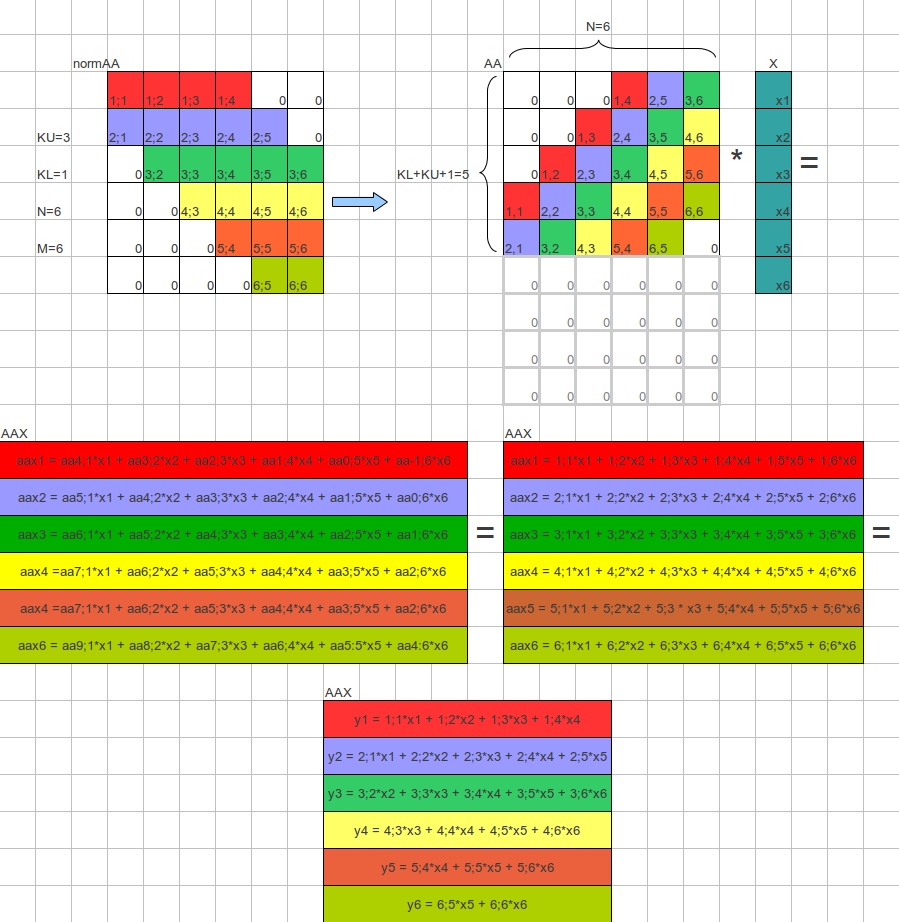 N=6
normAA
AA
X
1;1 1;2 1;3 1;4 0 0
0 0 0 1,4 2,5 3,6
x1
KU=3
2;1 2;2 2;3 2;4 2;5 0
0 0 1,3 2,4 3,5 4,6
x2
KL=1
0 3;2 3;3 3;4 3;5 3;6
KL+KU+1=5
0 1,2 2,3 3,4 4,5 5,6
*
x3
=
N=6
0 0 4;3 4;4 4;5 4;6
1,1 2,2 3,3 4,4 5,5 6,6
x4
M=6
0 0 0 5;4 5;5 5;6
2,1 3,2 4,3 5,4 6,5 0
x5
0 0 0 0 6;5 6;6
0 0 0 0 0 0
x6
0 0 0 0 0 0
0 0 0 0 0 0
0 0 0 0 0 0
AAX
aax1 = aa4;1*x1 + aa3;2*x2 + aa2;3*x3 + aa1;4*x4 + aa0;5*x5 + aa-1;6*x6
aax2 = aa5;1*x1 + aa4;2*x2 + aa3;3*x3 + aa2;4*x4 + aa1;5*x5 + aa0;6*x6
aax3 = aa6;1*x1 + aa5;2*x2 + aa4;3*x3 + aa3;4*x4 + aa2;5*x5 + aa1;6*x6
aax4 =aa7;1*x1 + aa6;2*x2 + aa5;3*x3 + aa4;4*x4 + aa3;5*x5 + aa2;6*x6
aax4 =aa7;1*x1 + aa6;2*x2 + aa5;3*x3 + aa4;4*x4 + aa3;5*x5 + aa2;6*x6
aax6 = aa9;1*x1 + aa8;2*x2 + aa7;3*x3 + aa6;4*x4 + aa5;5*x5 + aa4;6*x6
=
AAX
aax1 = 1;1*x1 + 1;2*x2 + 1;3*x3 + 1;4*x4 + 1;5*x5 + 1;6*x6
aax2 = 2;1*x1 + 2;2*x2 + 2;3*x3 + 2;4*x4 + 2;5*x5 + 2;6*x6
aax3 = 3;1*x1 + 3;2*x2 + 3;3*x3 + 3;4*x4 + 3;5*x5 + 3;6*x6
aax4 = 4;1*x1 + 4;2*x2 + 4;3*x3 + 4;4*x4 + 4;5*x5 + 4;6*x6
aax5 = 5;1*x1 + 5;2*x2 + 5;3 * x3 + 5;4*x4 + 5;5*x5 + 5;6*x6
aax6 = 6;1*x1 + 6;2*x2 + 6;3*x3 + 6;4*x4 + 6;5*x5 + 6;6*x6
=
AAX
y1 = 1;1*x1 + 1;2*x2 + 1;3*x3 + 1;4*x4
y2 = 2;1*x1 + 2;2*x2 + 2;3*x3 + 2;4*x4 + 2;5*x5
y3 = 3;2*x2 + 3;3*x3 + 3;4*x4 + 3;5*x5 + 3;6*x6
y4 = 4;3*x3 + 4;4*x4 + 4;5*x5 + 4;6*x6
y5 = 5;4*x4 + 5;5*x5 + 5;6*x6
y6 = 6;5*x5 + 6;6*x6